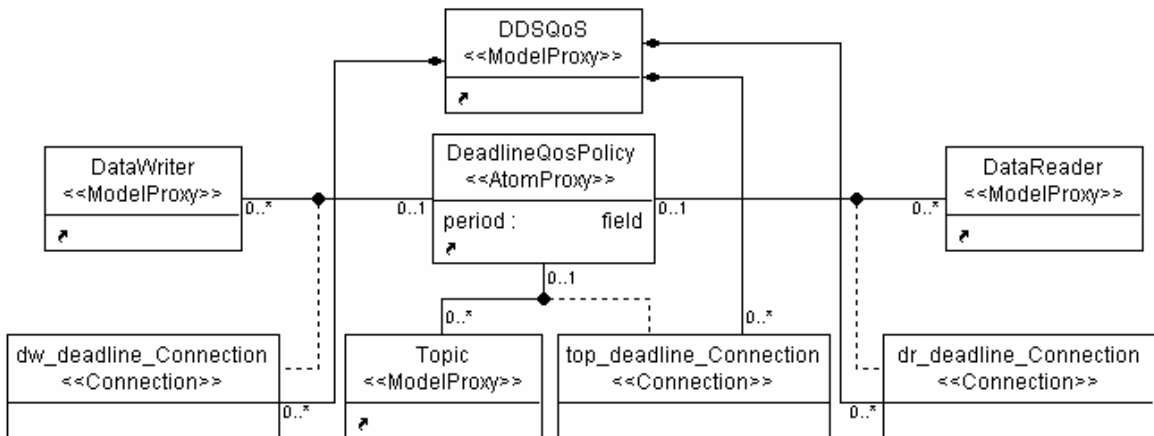 DDSQoS
<<ModelProxy>>
DataWriter
<<ModelProxy>>
DeadlineQosPolicy
<<AtomProxy>>
period : field
DataReader
<<ModelProxy>>
0..*
0..1
0..1
0..*
0..1
0..*
0..*
dw_deadline_Connection
<<Connection>>
Topic
<<ModelProxy>>
top_deadline_Connection
<<Connection>>
dr_deadline_Connection
<<Connection>>
0..*
0..*